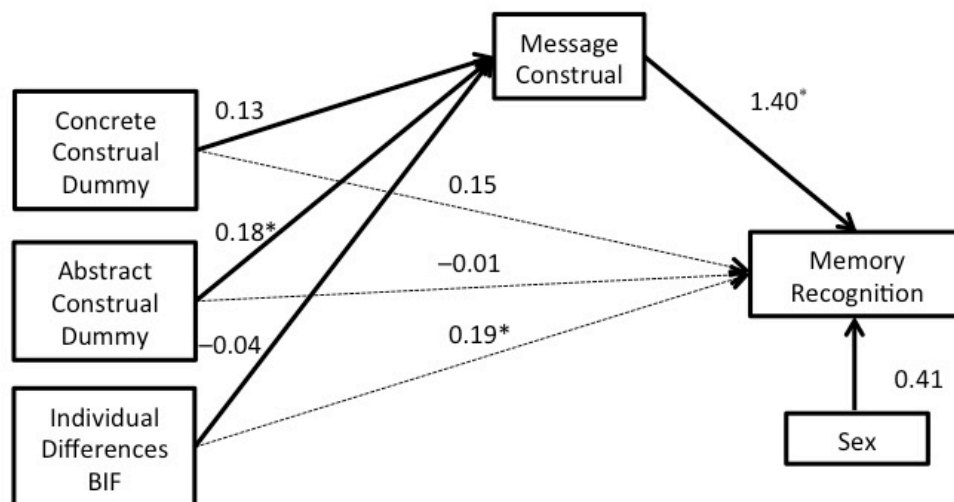 Message
Construal
0.13
1.40*
Concrete
Construal
Dummy
0.15
0.18*
Abstract
Construal
Dummy
–0.01
Memory
Recognition
–0.04
0.19*
0.41
Individual
Differences
BIF
Sex